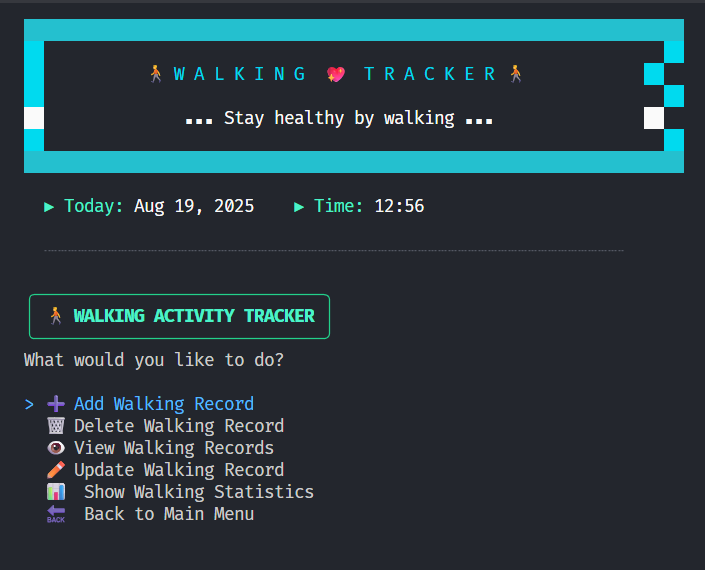 🚶 W A L K I N G 💖 T R A C K E R 🚶
... Stay healthy by walking ...
▶ Today: Aug 19, 2025 ▶ Time: 12:56
🚶 WALKING ACTIVITY TRACKER
What would you like to do?
> ➕ Add Walking Record
🗑️ Delete Walking Record
👁️ View Walking Records
✏️ Update Walking Record
📊 Show Walking Statistics
🔙 Back to Main Menu